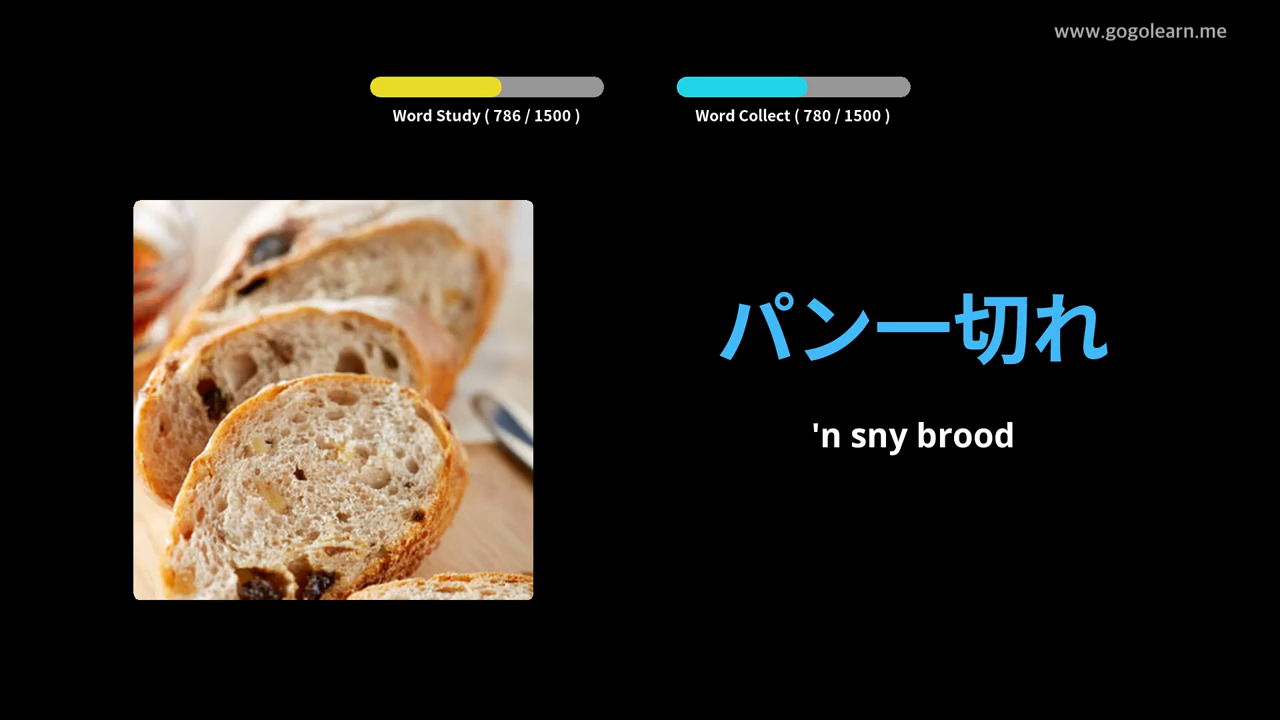 www.gogolearn.me
Word Study ( 786 / 1500 )
Word Collect ( 780 / 1500 )
パン一切れ
'n sny brood